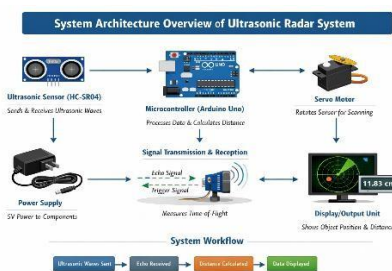 System Architecture Overview of Ultrasonic Radar System
Ultrasonic Sensor (HC-SR04)
Sends & Receives Ultrasonic Waves
Microcontroller (Arduino Uno)
Processes Data & Calculates Distance
Servo Motor
Rotates Sensor for Scanning
Signal Transmission & Reception
Echo Signal
Trigger Signal
Measures Time of Flight
Power Supply
5V Power to Components
11.83 cm
Display/Output Unit
Shows Object Position & Distance
System Workflow
Ultrasonic Waves Sent
Echo Received
Distance Calculated
Data Displayed